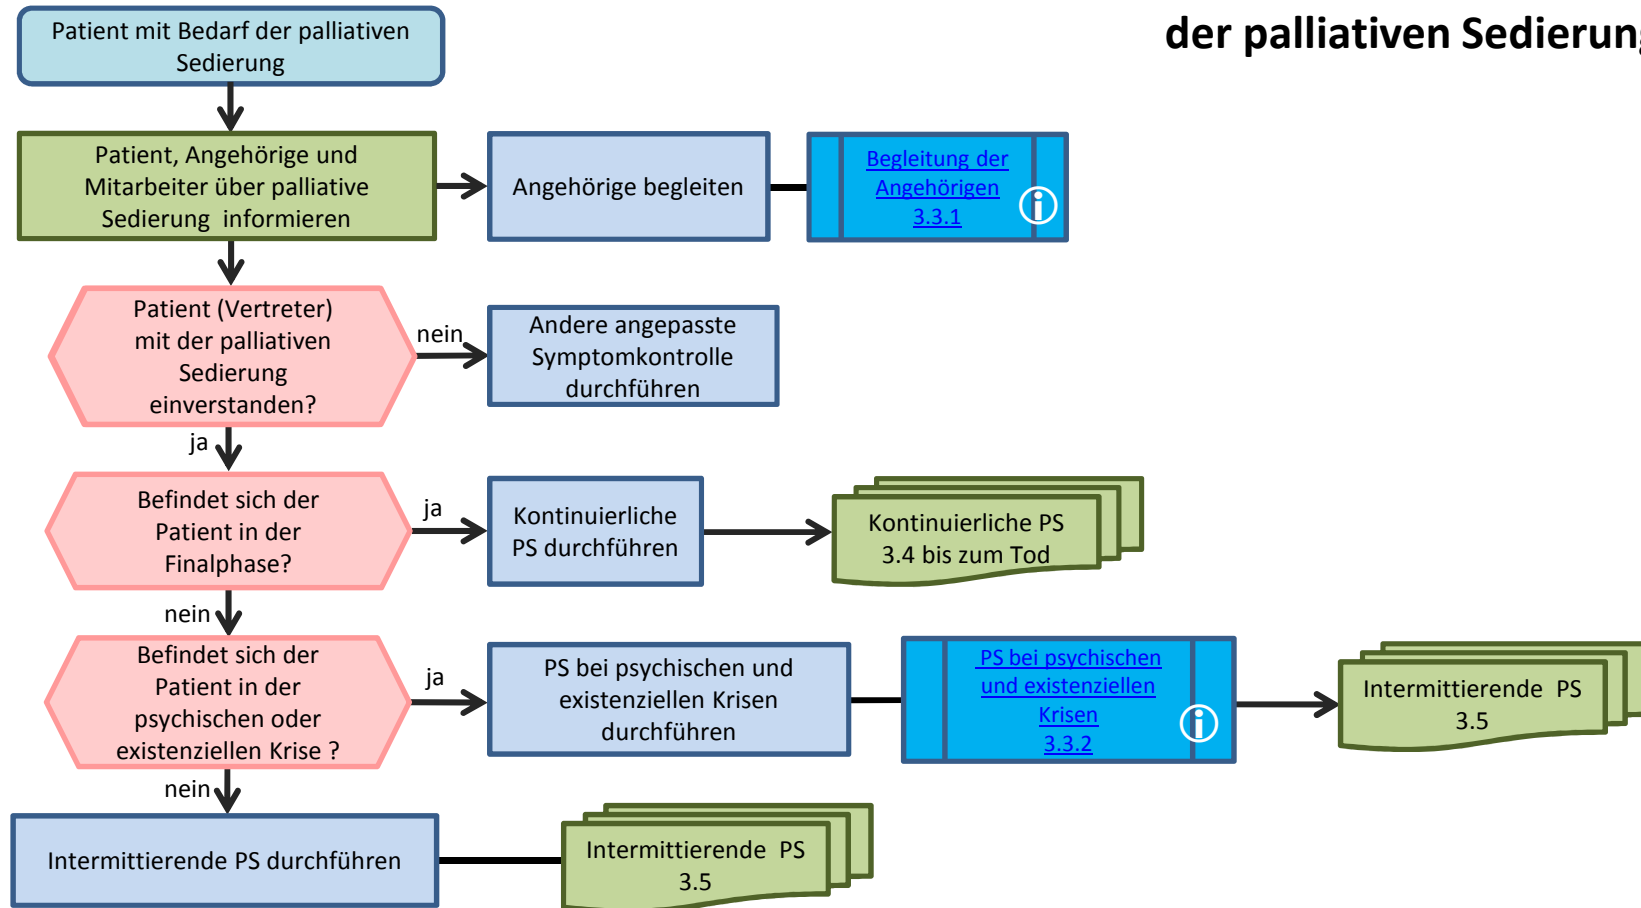 der palliativen Sedierung
Patient mit Bedarf der palliativen
Sedierung
Patient, Angehörige und
Mitarbeiter über palliative
Sedierung informieren
Angehörige begleiten
Begleitung der
Angehörigen
3.3.1
Patient (Vertreter)
mit der palliativen
Sedierung
einverstanden?
nein
Andere angepasste
Symptomkontrolle
durchführen
ja
Befindet sich der
Patient in der
Finalphase?
ja
Kontinuierliche
PS durchführen
Kontinuierliche PS
3.4 bis zum Tod
nein
Befindet sich der
Patient in der
psychischen oder
existenziellen Krise ?
ja
PS bei psychischen und
existenziellen Krisen
durchführen
PS bei psychischen
und existenziellen
Krisen
3.3.2
Intermittierende PS
3.5
nein
Intermittierende PS durchführen
Intermittierende PS
3.5